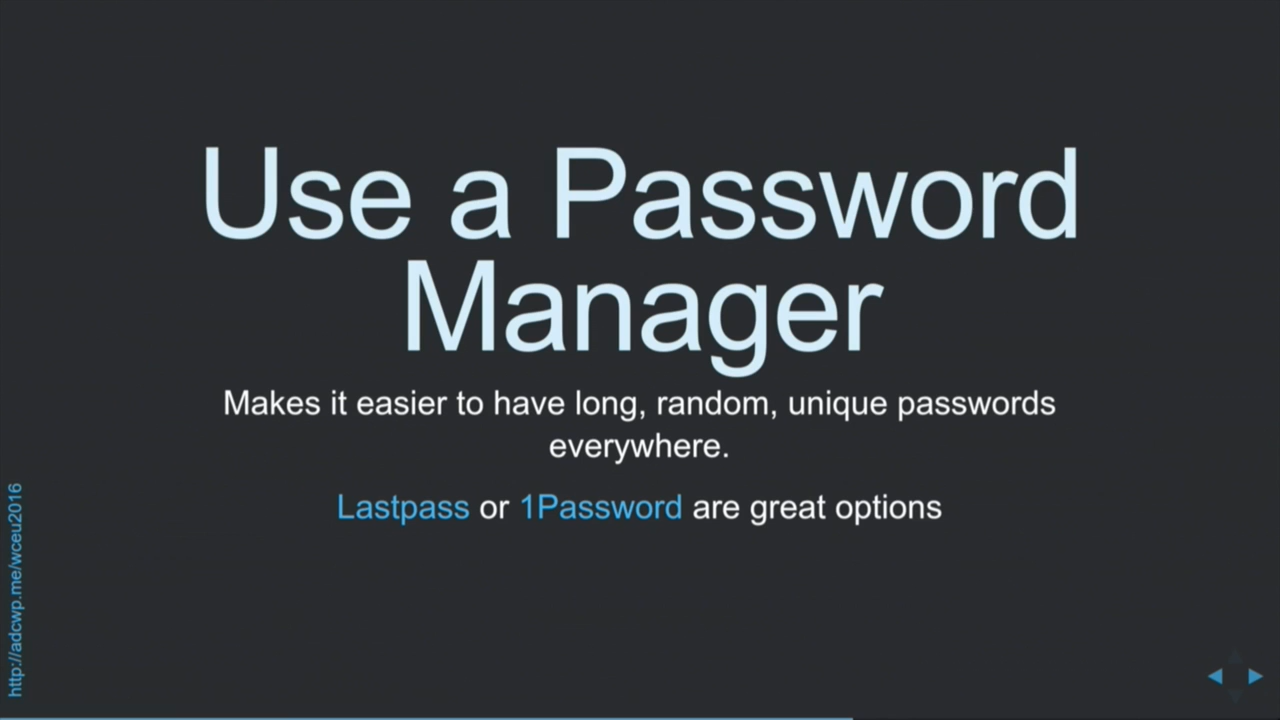 Use a Password
Manager
Makes it easier to have long, random, unique passwords
everywhere.
Lastpass or 1Password are great options
http://adcwp.me/wceu2016